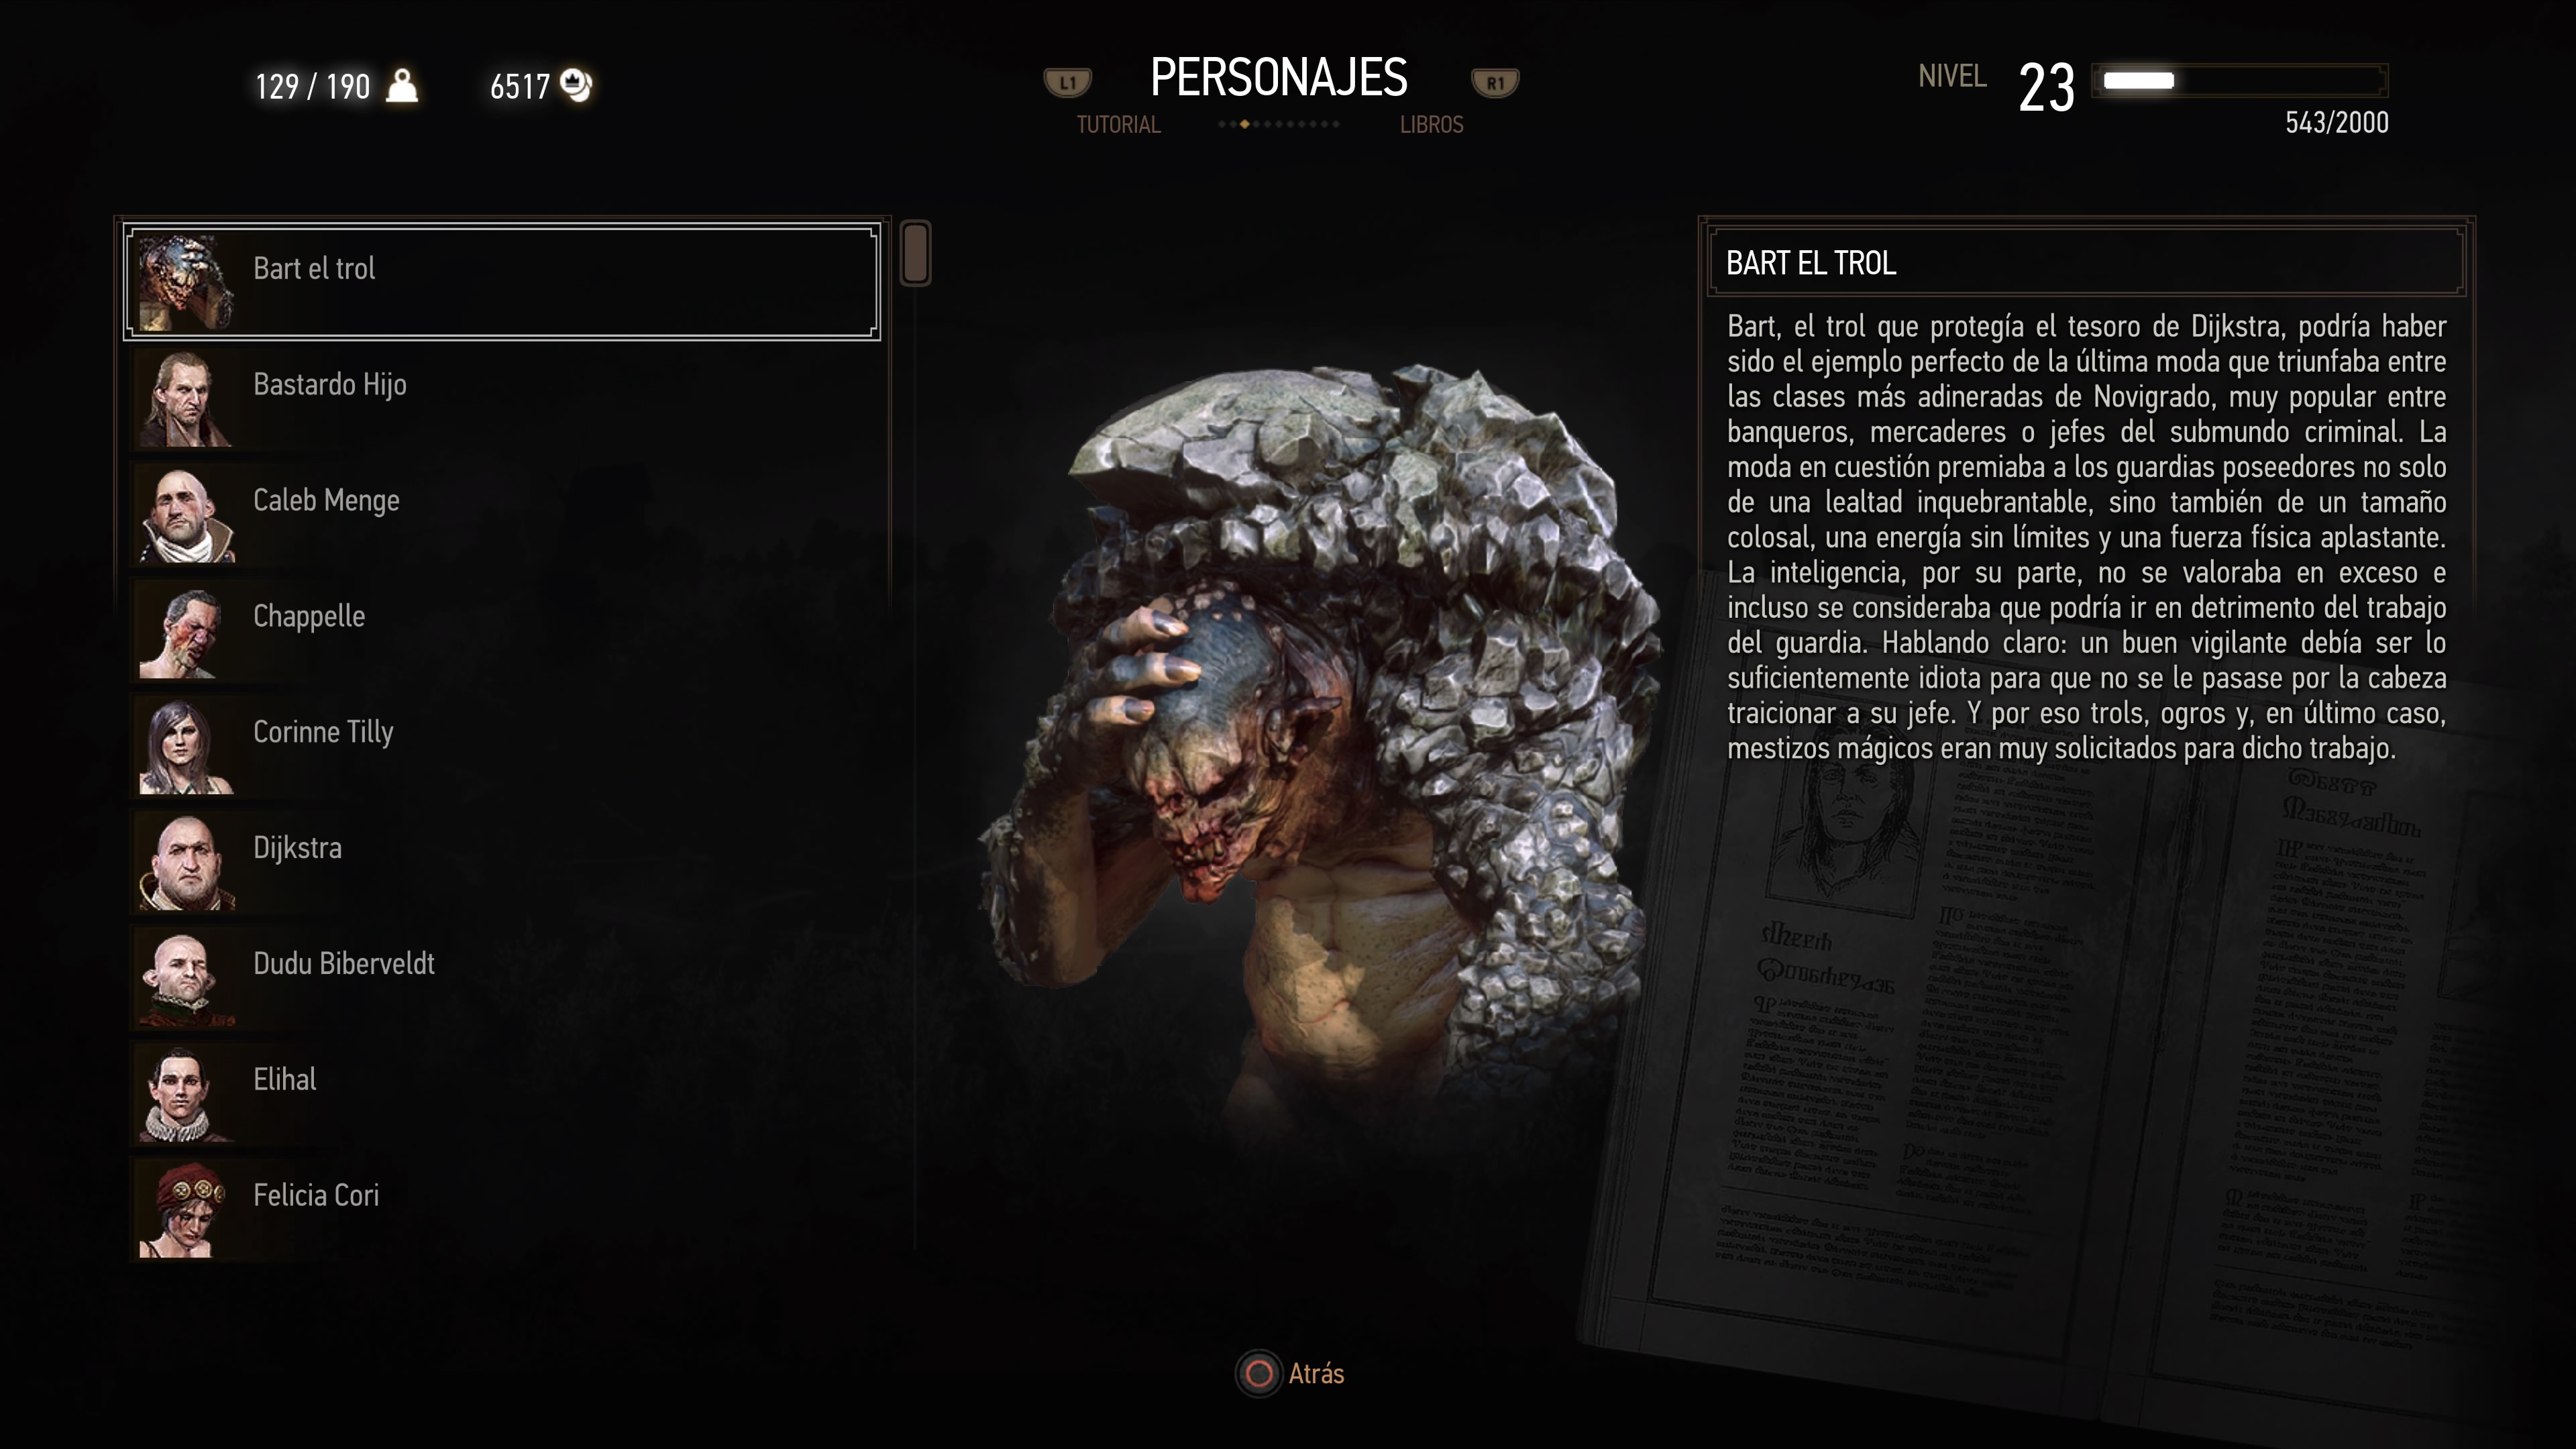 129 / 190
6517
L1
PERSONAJES
R1
TUTORIAL
LIBROS
NIVEL 23
543/2000
Bart el trol
Bastardo Hijo
Caleb Menge
Chappelle
Corinne Tilly
Dijkstra
Dudu Biberveldt
Elihal
Felicia Cori
BART EL TROL
Bart, el trol que protegía el tesoro de Dijkstra, podría haber
sido el ejemplo perfecto de la última moda que triunfaba entre
las clases más adineradas de Novigrado, muy popular entre
banqueros, mercaderes o jefes del submundo criminal. La
moda en cuestión premiaba a los guardias poseedores no solo
de una lealtad inquebrantable, sino también de un tamaño
colosal, una energía sin límites y una fuerza física aplastante.
La inteligencia, por su parte, no se valoraba en exceso e
incluso se consideraba que podría ir en detrimento del trabajo
del guardia. Hablando claro: un buen vigilante debía ser lo
suficientemente idiota para que no se le pasase por la cabeza
traicionar a su jefe. Y por eso trols, ogros y, en último caso,
mestizos mágicos eran muy solicitados para dicho trabajo.
Atrás